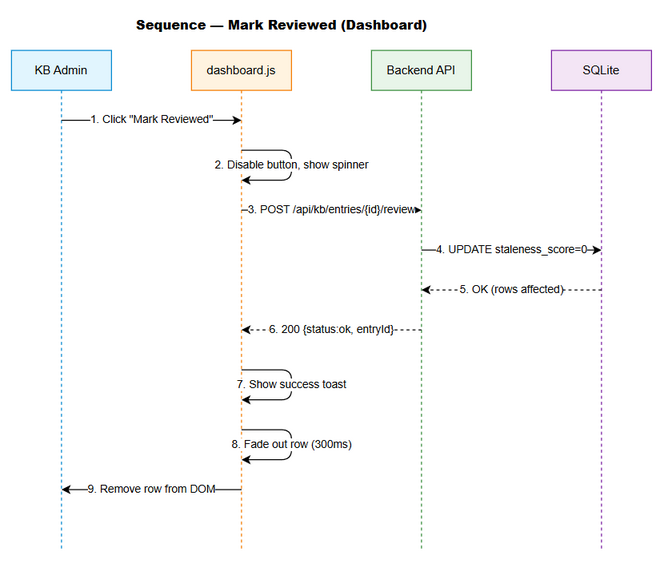 Sequence — Mark Reviewed (Dashboard)
KB Admin
dashboard.js
Backend API
SQLite
1. Click "Mark Reviewed"
2. Disable button, show spinner
3. POST /api/kb/entries/{id}/review
4. UPDATE staleness_score=0
5. OK (rows affected)
6. 200 {status:ok, entryId}
7. Show success toast
8. Fade out row (300ms)
9. Remove row from DOM